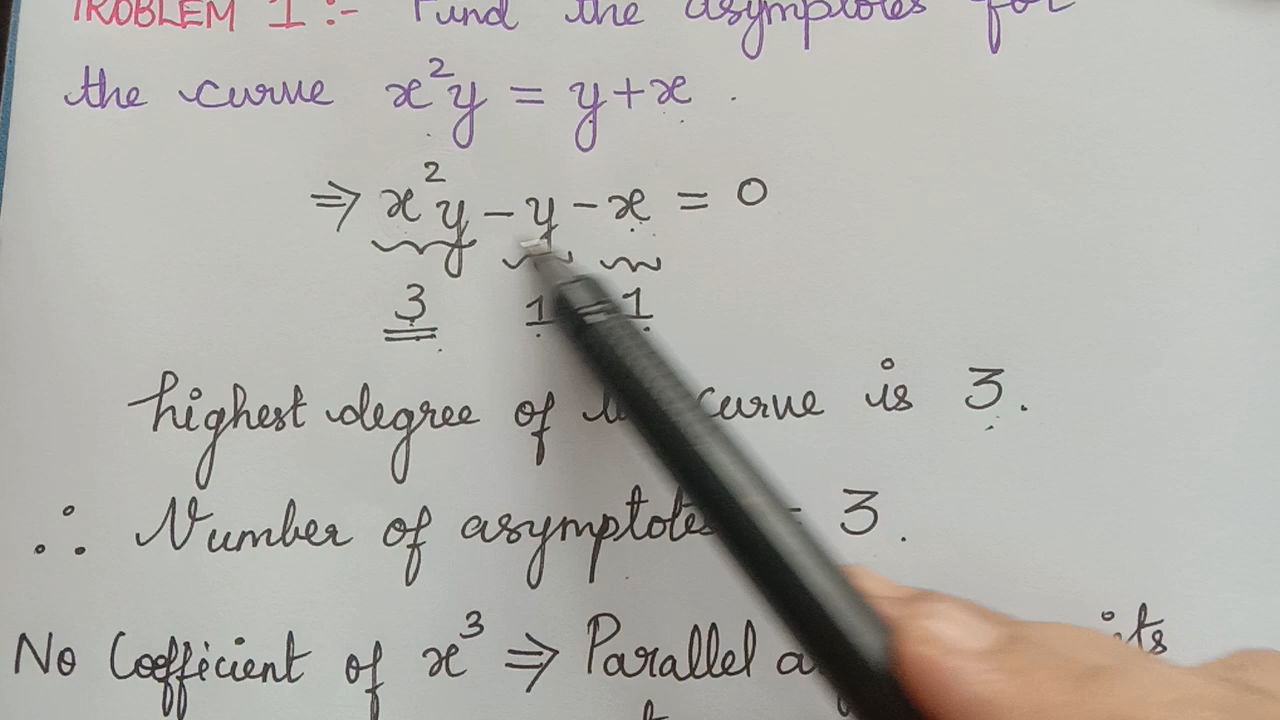 PROBLEM 1 :- Find the asymptotes for
the curve x²y = y+x .
⇒ x²y - y - x = 0
3 1 1
highest degree of curve is 3.
∴ Number of asymptotes = 3.
No Coefficient of x³ ⇒ Parallel